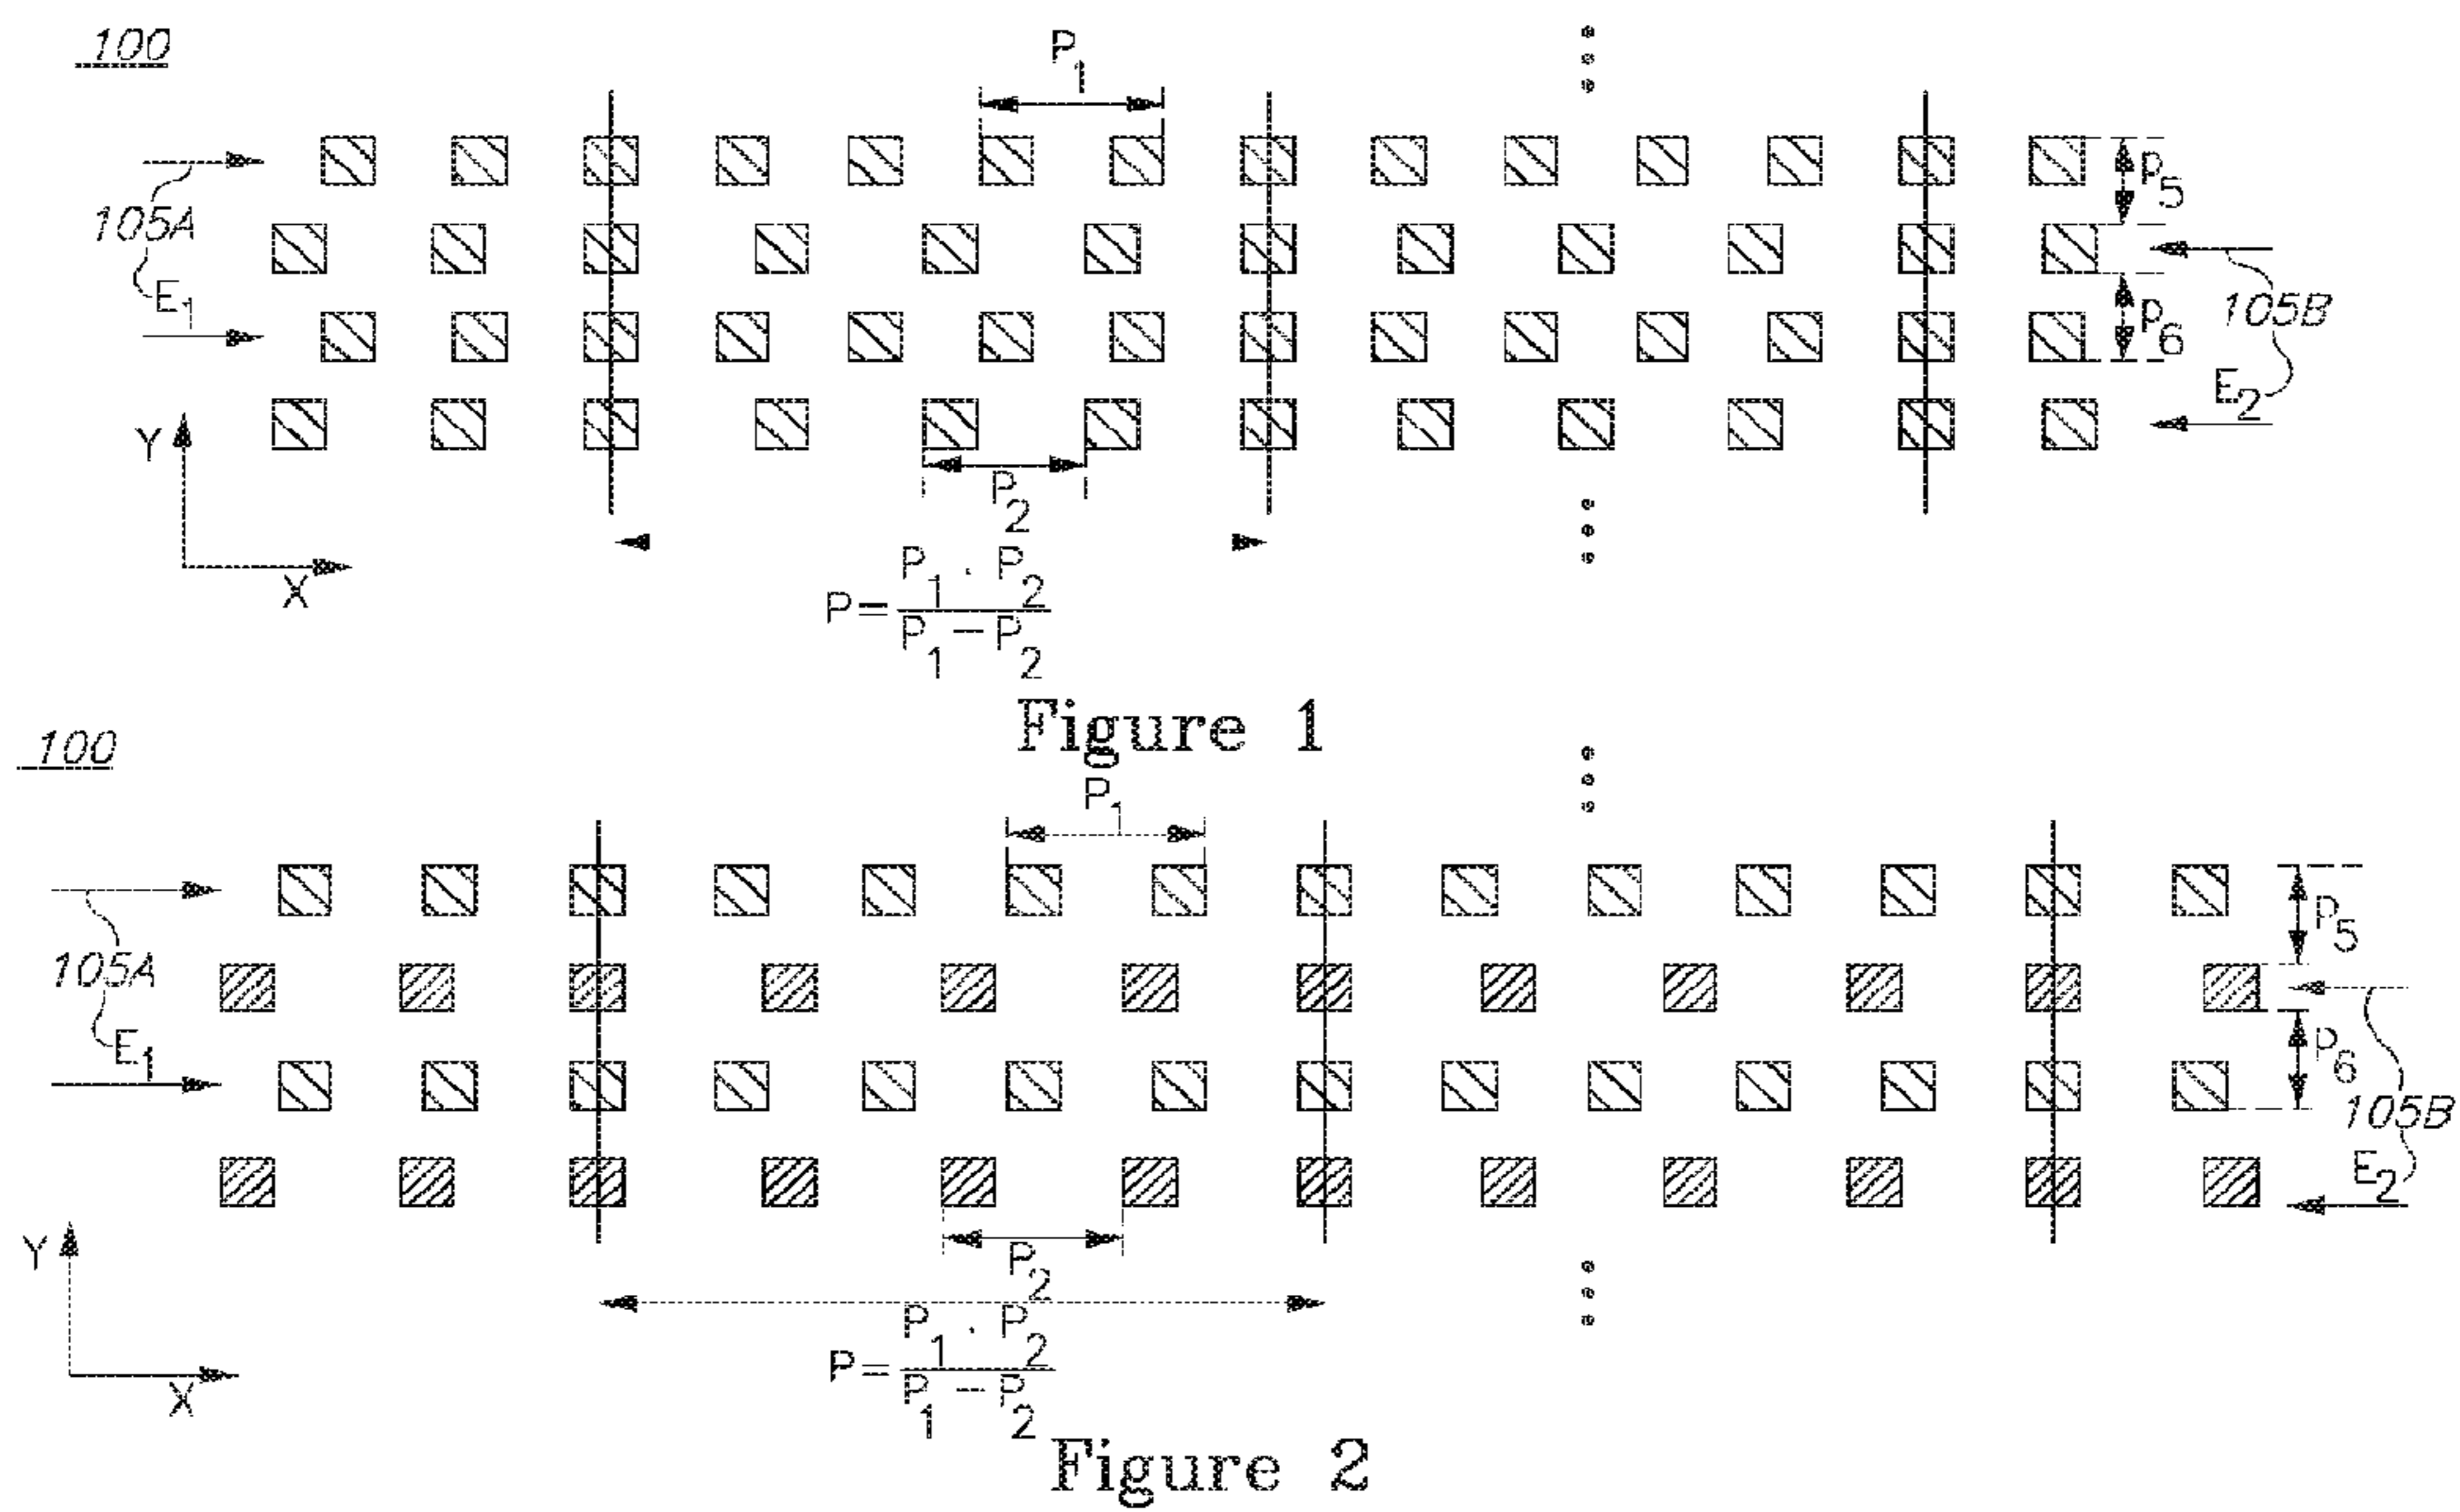 100
P1
105A
P5
E1
105B
P6
E2
Y
P2
X
P = P1 . P2 / P1 − P2
Figure 1
100
P1
P5
105A
E1
P6
105B
E2
Y
P2
P = P1 . P2 / P1 − P2
X
Figure 2